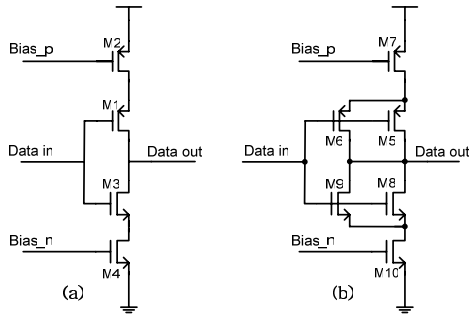 M2
Bias_p
M1
Data in
Data out
M3
Bias_n
M4
(a)
M7
Bias_p
M6
M5
Data in
Data out
M9
M8
Bias_n
M10
(b)